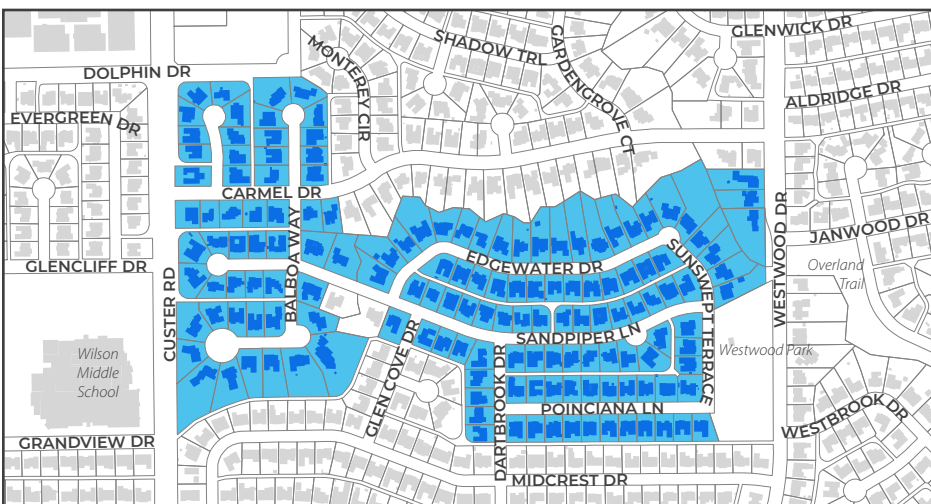 GLENWICK DR
SHADOW TRL
GARDENGROVE CT
MONTEREY CIR
DOLPHIN DR
ALDRIDGE DR
EVERGREEN DR
CARMEL DR
WESTWOOD DR
JANWOOD DR
BALBOA WAY
EDGEWATER DR
SUNSWEPT TERRACE
GLENCLIFF DR
Overland
Trail
CUSTER RD
SANDPIPER LN
Wilson
Middle
School
GLEN COVE DR
DARTBROOK DR
Westwood Park
POINCIANA LN
WESTBROOK DR
GRANDVIEW DR
MIDCREST DR